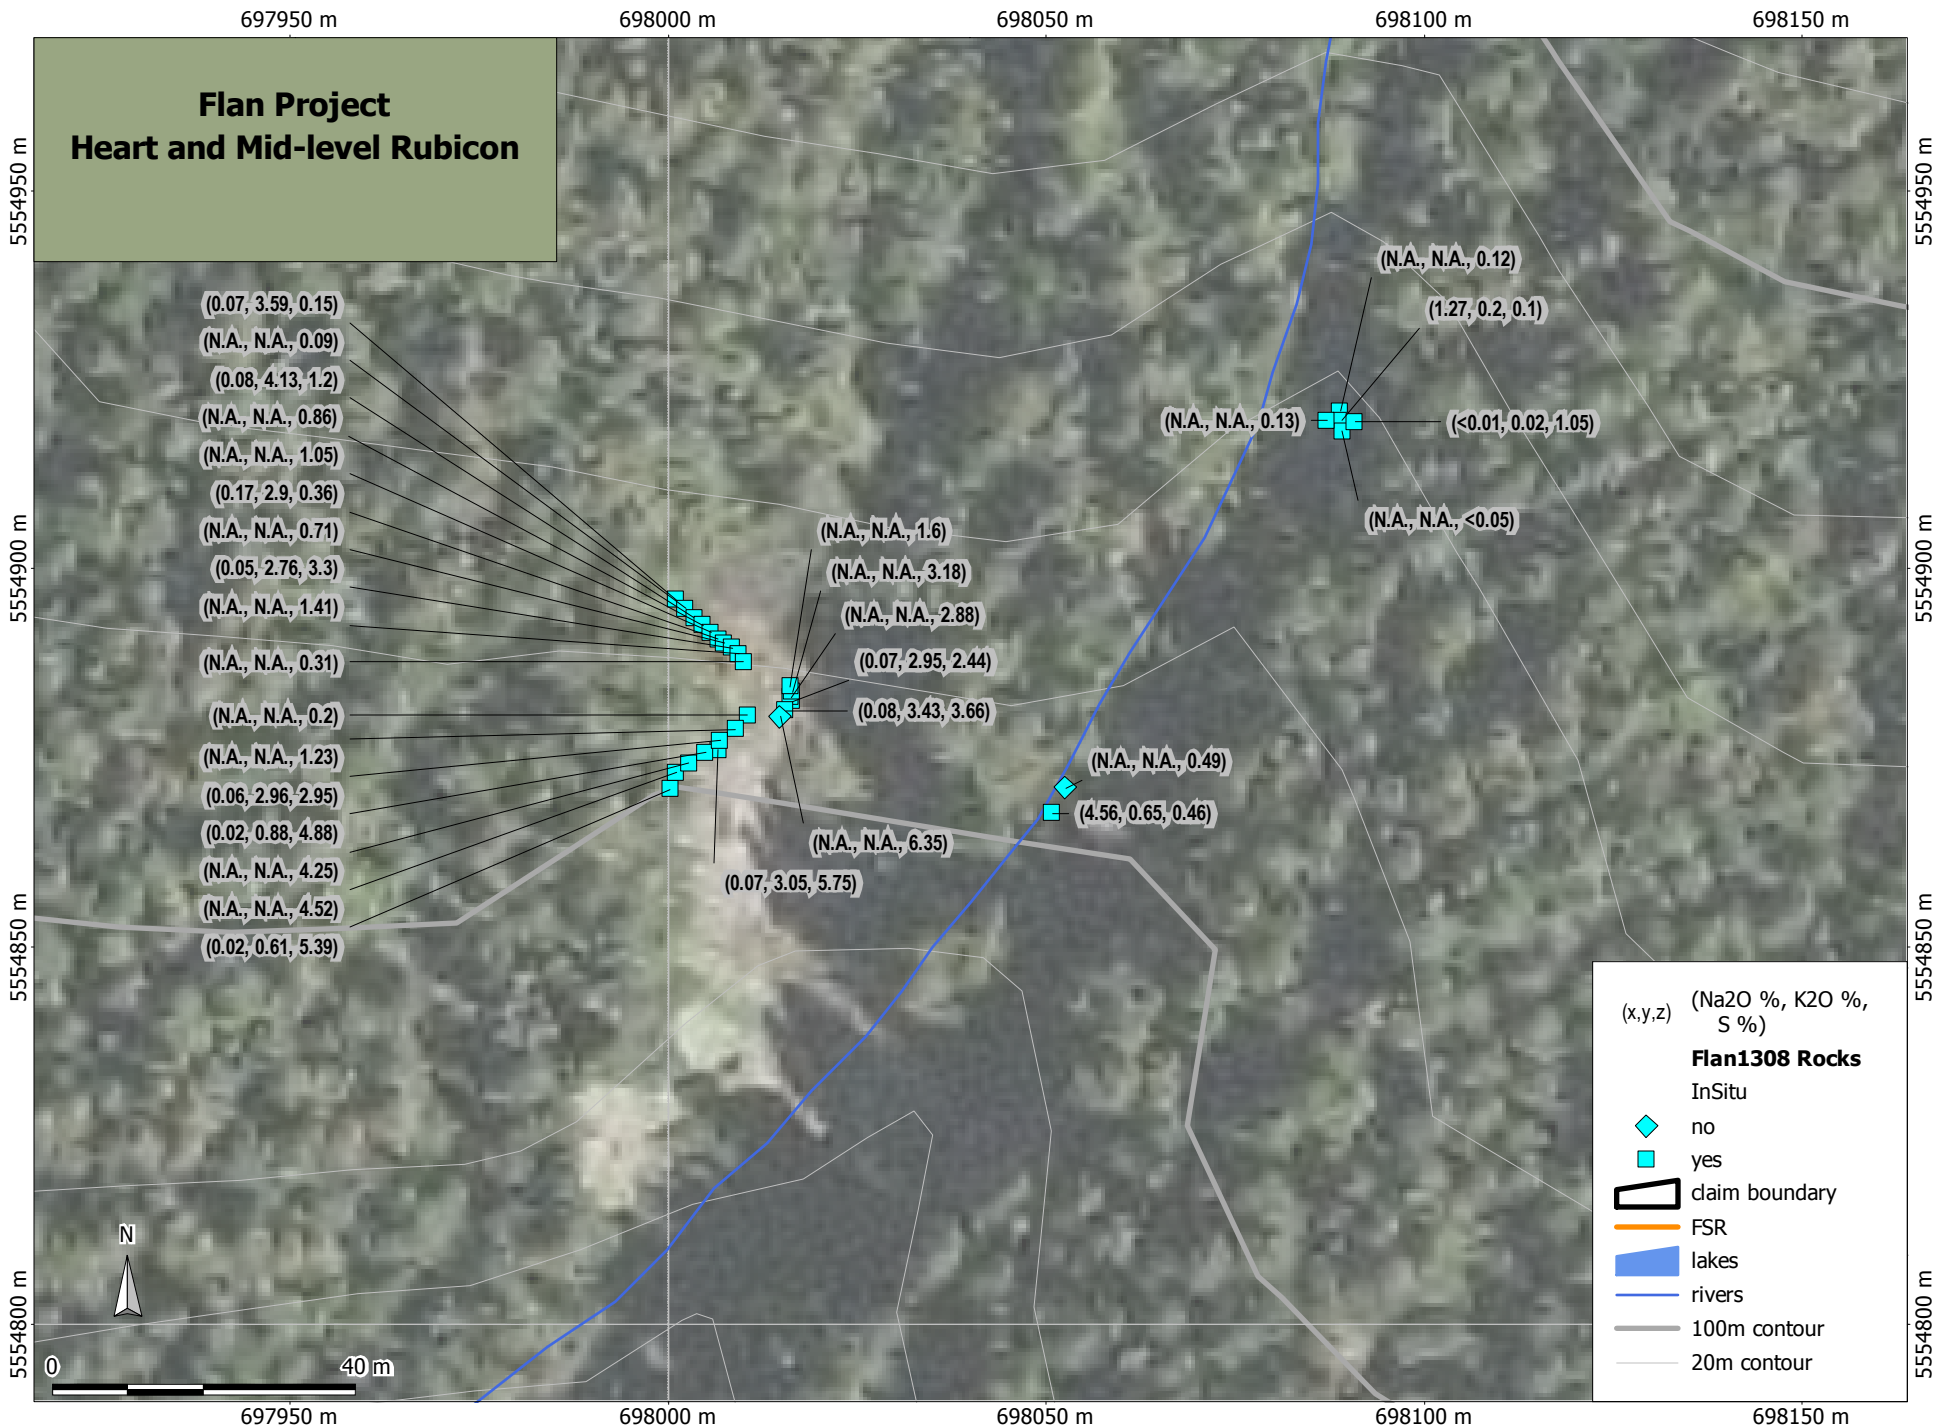 697950 m
698000 m
698050 m
698100 m
698150 m
Flan Project
Heart and Mid-level Rubicon
5554950 m
5554950 m
(N.A., N.A., 0.12)
(0.07, 3.59, 0.15)
(1.27, 0.2, 0.1)
(N.A., N.A., 0.09)
(0.08, 4.13, 1.2)
(N.A., N.A., 0.86)
(N.A., N.A., 0.13)
(<0.01, 0.02, 1.05)
(N.A., N.A., 1.05)
(0.17, 2.9, 0.36)
(N.A., N.A., <0.05)
(N.A., N.A., 0.71)
(N.A., N.A., 1.6)
(0.05, 2.76, 3.3)
(N.A., N.A., 3.18)
5554900 m
5554900 m
(N.A., N.A., 1.41)
(N.A., N.A., 2.88)
(N.A., N.A., 0.31)
(0.07, 2.95, 2.44)
(N.A., N.A., 0.2)
(0.08, 3.43, 3.66)
(N.A., N.A., 1.23)
(N.A., N.A., 0.49)
(0.06, 2.96, 2.95)
(4.56, 0.65, 0.46)
(0.02, 0.88, 4.88)
(N.A., N.A., 6.35)
(N.A., N.A., 4.25)
(0.07, 3.05, 5.75)
(N.A., N.A., 4.52)
(0.02, 0.61, 5.39)
5554850 m
5554850 m
(x,y,z) (Na2O %, K2O %,
S %)
Flan1308 Rocks
InSitu
no
yes
claim boundary
FSR
lakes
rivers
100m contour
20m contour
N
0 40 m
5554800 m
5554800 m
697950 m
698000 m
698050 m
698100 m
698150 m